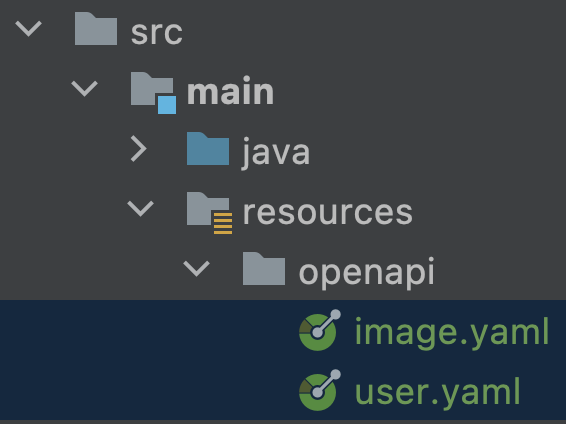 src
main
java
resources
openapi
image.yaml
user.yaml